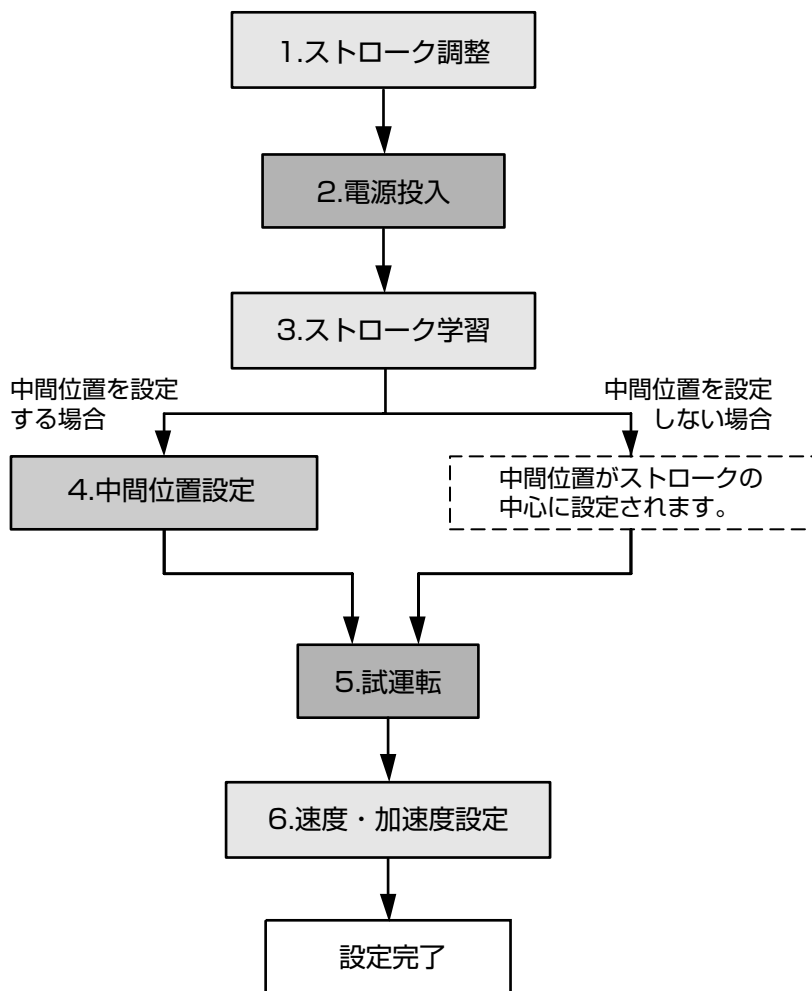 1.ストローク調整
2.電源投入
3.ストローク学習
中間位置を設定
する場合
中間位置を設定
しない場合
4.中間位置設定
中間位置がストロークの
中心に設定されます。
5.試運転
6.速度・加速度設定
設定完了